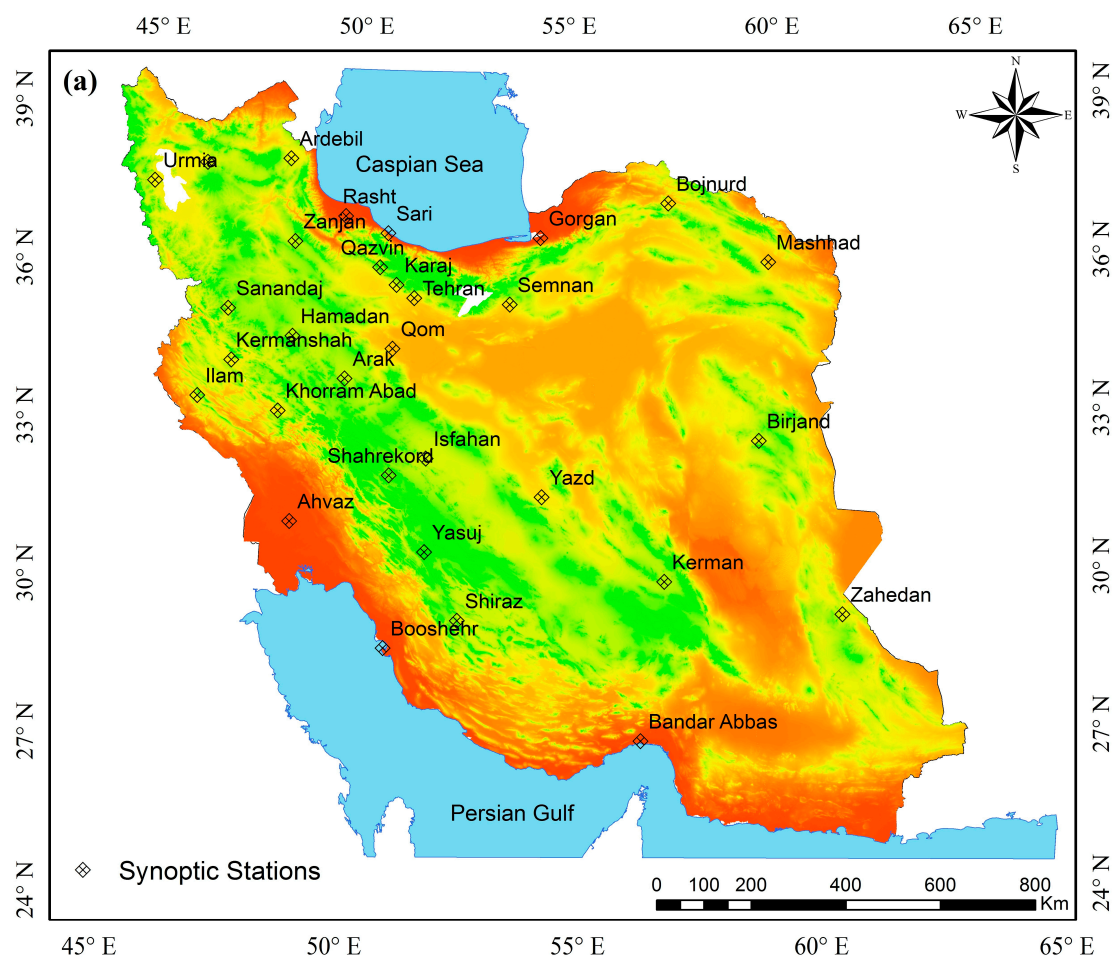 45° E 50° E 55° E 60° E 65° E
(a)
39° N
39° N
N
W E
S
Ardebil
Urmia
Caspian Sea
Bojnurd
Rasht
Sari
Gorgan
Zanjan
Mashhad
36° N
36° N
Qazvin
Karaj
Tehran
Semnan
Sanandaj
Hamadan
Qom
Kermanshah
Arak
Ilam
Khorram Abad
33° N
33° N
Birjand
Isfahan
Shahrekord
Yazd
Ahvaz
Yasuj
30° N
30° N
Kerman
Zahedan
Shiraz
Booshehr
27° N
27° N
Bandar Abbas
Persian Gulf
Synoptic Stations
24° N
24° N
0 100 200 400 600 800
Km
45° E 50° E 55° E 60° E 65° E